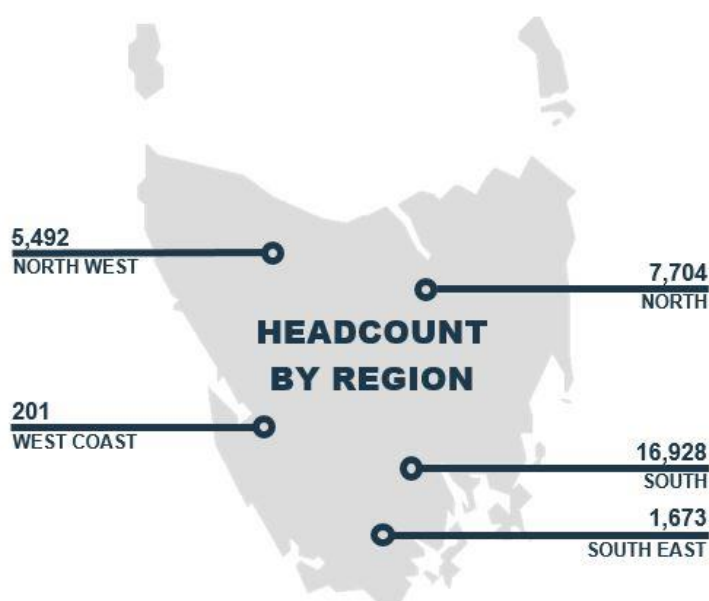 5,492
NORTH WEST
7,704
NORTH
HEADCOUNT
BY REGION
201
WEST COAST
16,928
SOUTH
1,673
SOUTH EAST